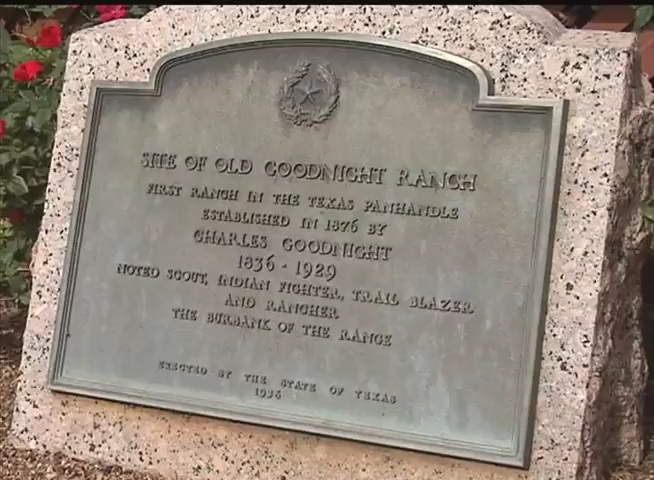 SITE OF OLD GOODNIGHT RANCH
FIRST RANCH IN THE TEXAS PANHANDLE
ESTABLISHED IN 1876 BY
CHARLES GOODNIGHT
1836 - 1929
NOTED SCOUT, INDIAN FIGHTER, TRAIL BLAZER
AND RANCHER
THE BURBANK OF THE RANGE
ERECTED BY THE STATE OF TEXAS
1936